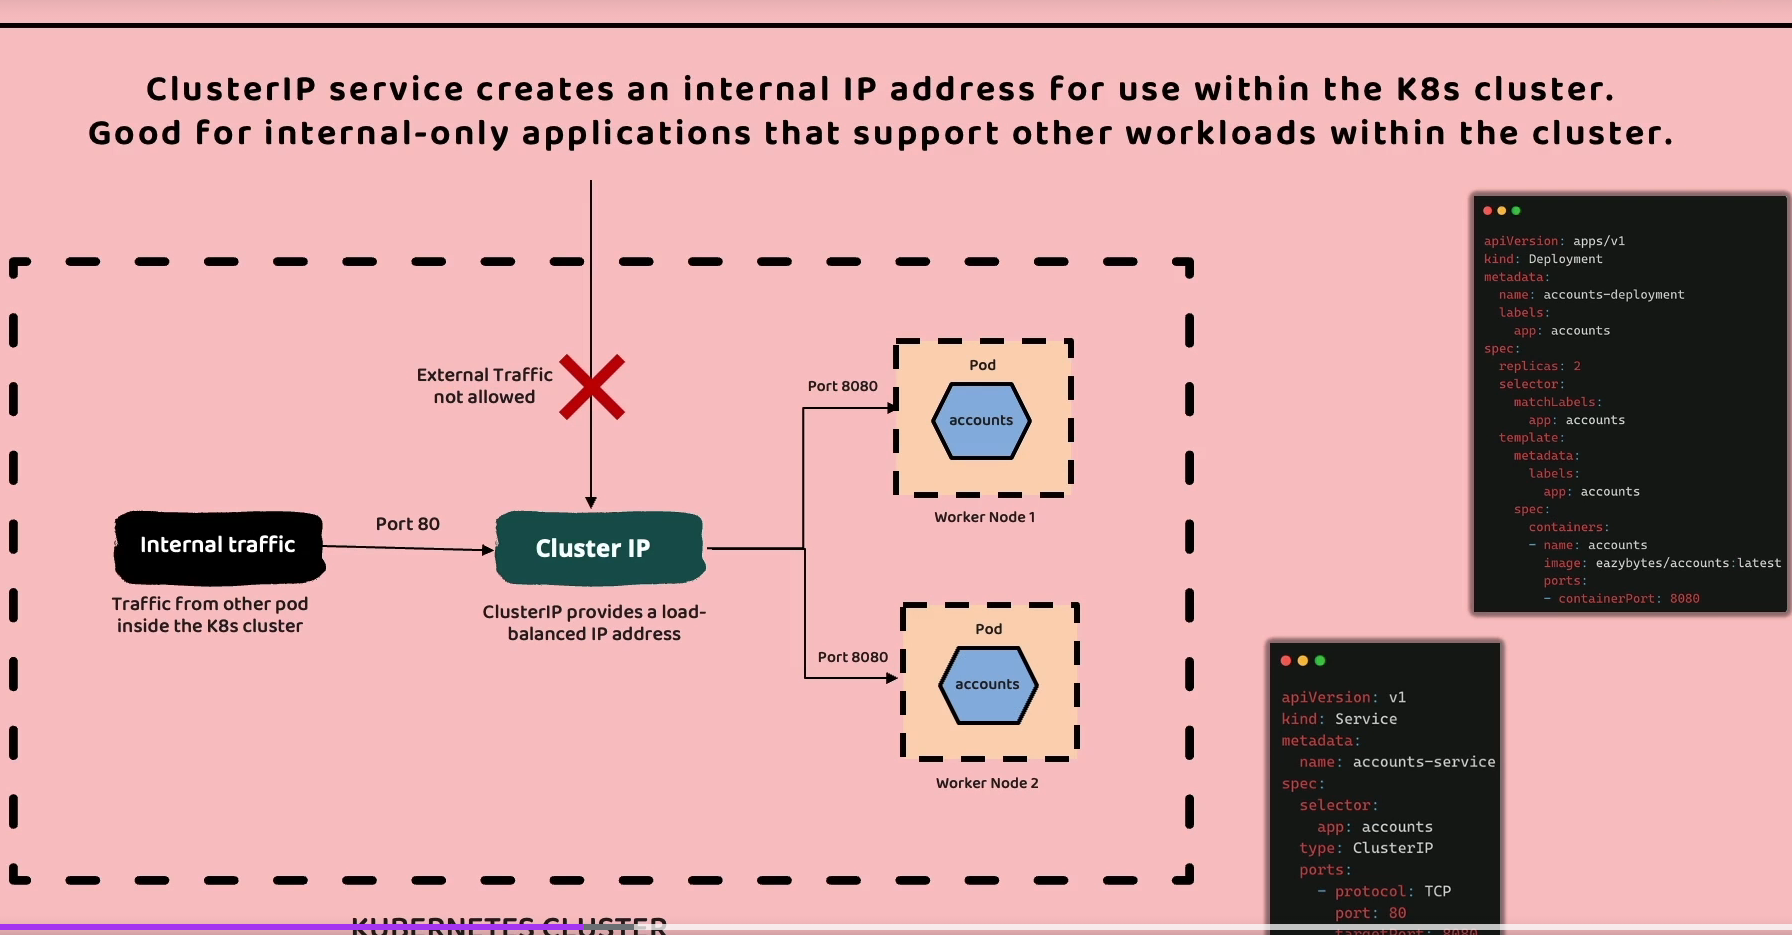 ClusterIP service creates an internal IP address for use within the K8s cluster.
Good for internal-only applications that support other workloads within the cluster.
External Traffic
not allowed
Internal traffic
Port 80
Cluster IP
Traffic from other pod
inside the K8s cluster
ClusterIP provides a load-
balanced IP address
Port 8080
Pod
accounts
Worker Node 1
Port 8080
Pod
accounts
Worker Node 2
KUBERNETES CLUSTER
apiVersion: apps/v1
kind: Deployment
metadata:
  name: accounts-deployment
  labels:
    app: accounts
spec:
  replicas: 2
  selector:
    matchLabels:
      app: accounts
  template:
    metadata:
      labels:
        app: accounts
    spec:
      containers:
      - name: accounts
        image: eazybytes/accounts:latest
        ports:
        - containerPort: 8080
apiVersion: v1
kind: Service
metadata:
  name: accounts-service
spec:
  selector:
    app: accounts
  type: ClusterIP
  ports:
    - protocol: TCP
      port: 80
      targetPort: 8080